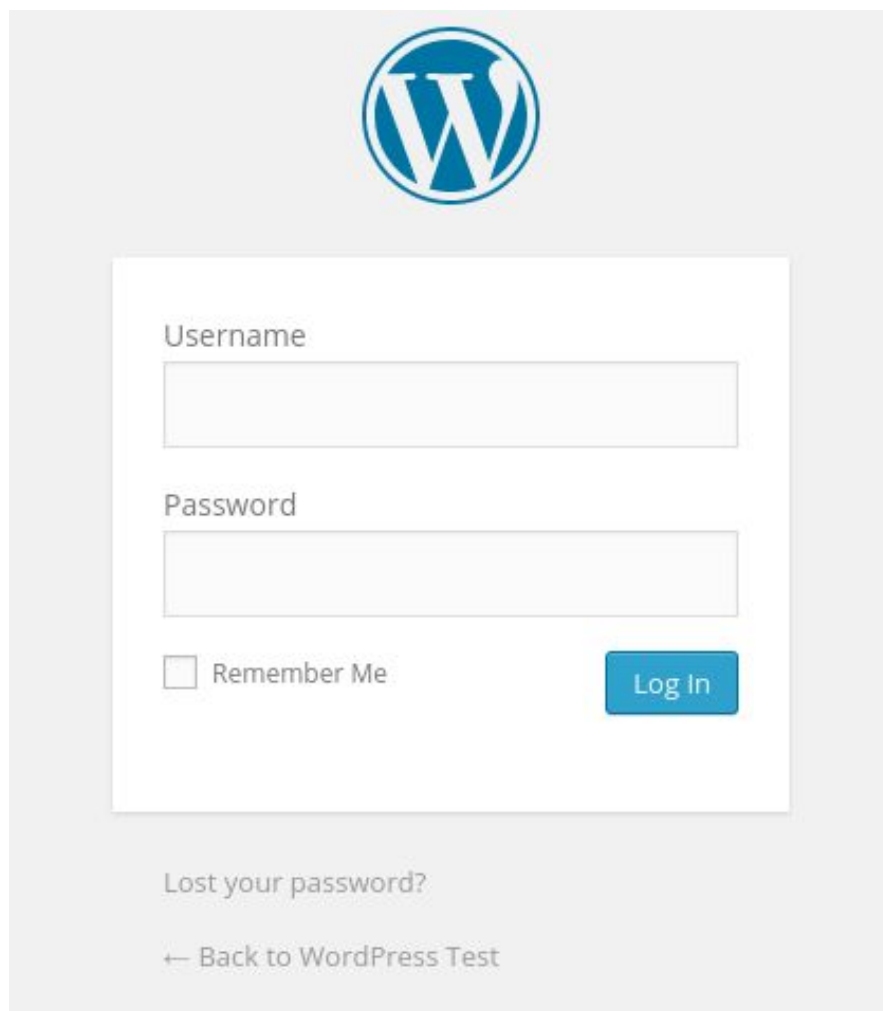 Username
Password
Remember Me
Log In
Lost your password?
← Back to WordPress Test